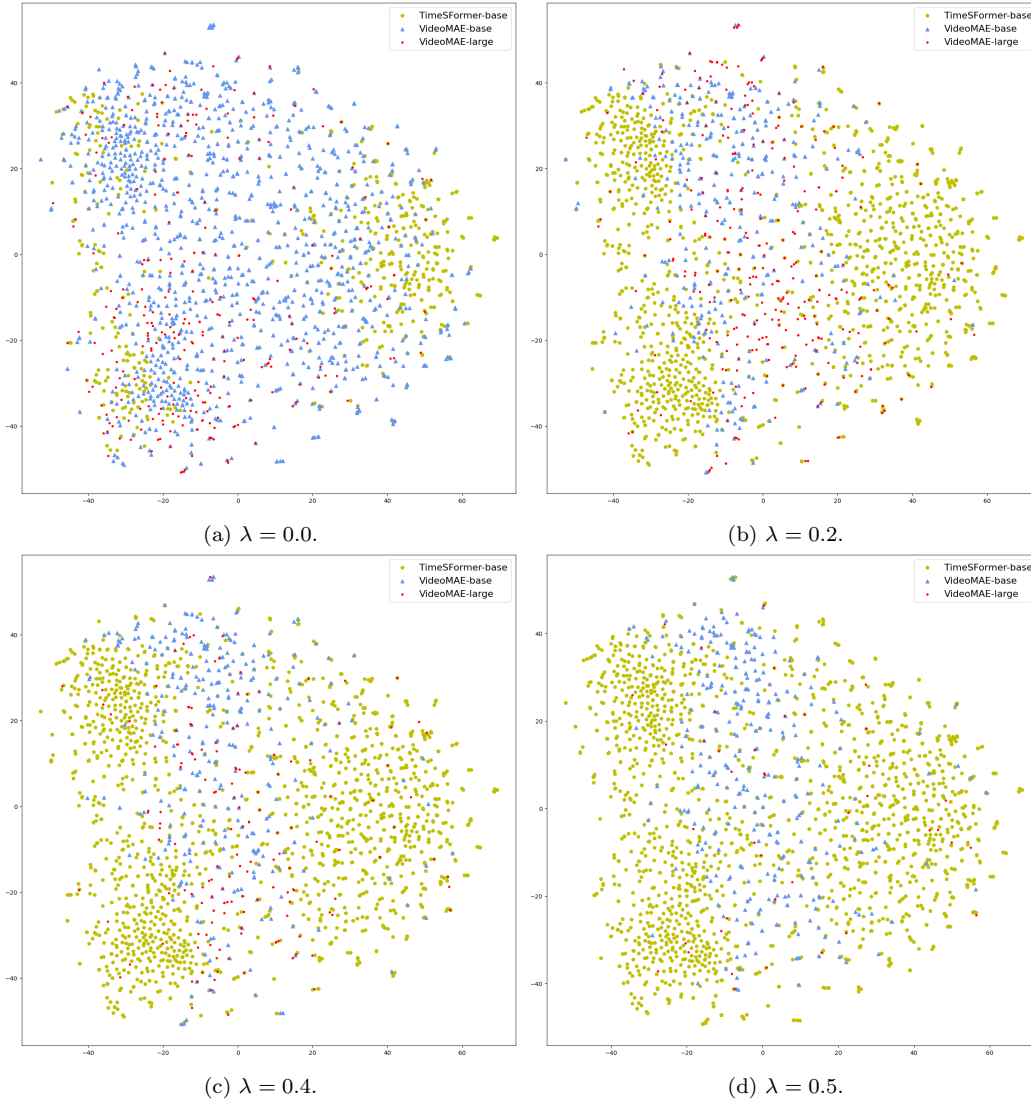 TimeSFormer-base
VideoMAE-base
VideoMAE-large
40
20
0
−20
−40
−40
−20
0
20
40
60
(a) λ = 0.0.
TimeSFormer-base
VideoMAE-base
VideoMAE-large
40
20
0
−20
−40
−40
−20
0
20
40
60
(b) λ = 0.2.
TimeSFormer-base
VideoMAE-base
VideoMAE-large
40
20
0
−20
−40
−40
−20
0
20
40
60
(c) λ = 0.4.
TimeSFormer-base
VideoMAE-base
VideoMAE-large
40
20
0
−20
−40
−40
−20
0
20
40
60
(d) λ = 0.5.